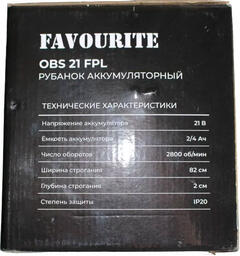 FAVOURITE
OBS 21 FPL
РУБАНОК АККУМУЛЯТОРНЫЙ
ТЕХНИЧЕСКИЕ ХАРАКТЕРИСТИКИ
Напряжение аккумулятора 21 В
Ёмкость аккумулятора 2/4 Ач
Число оборотов 2800 об/мин
Ширина строгания 82 см
Глубина строгания 2 см
Степень защиты IP20